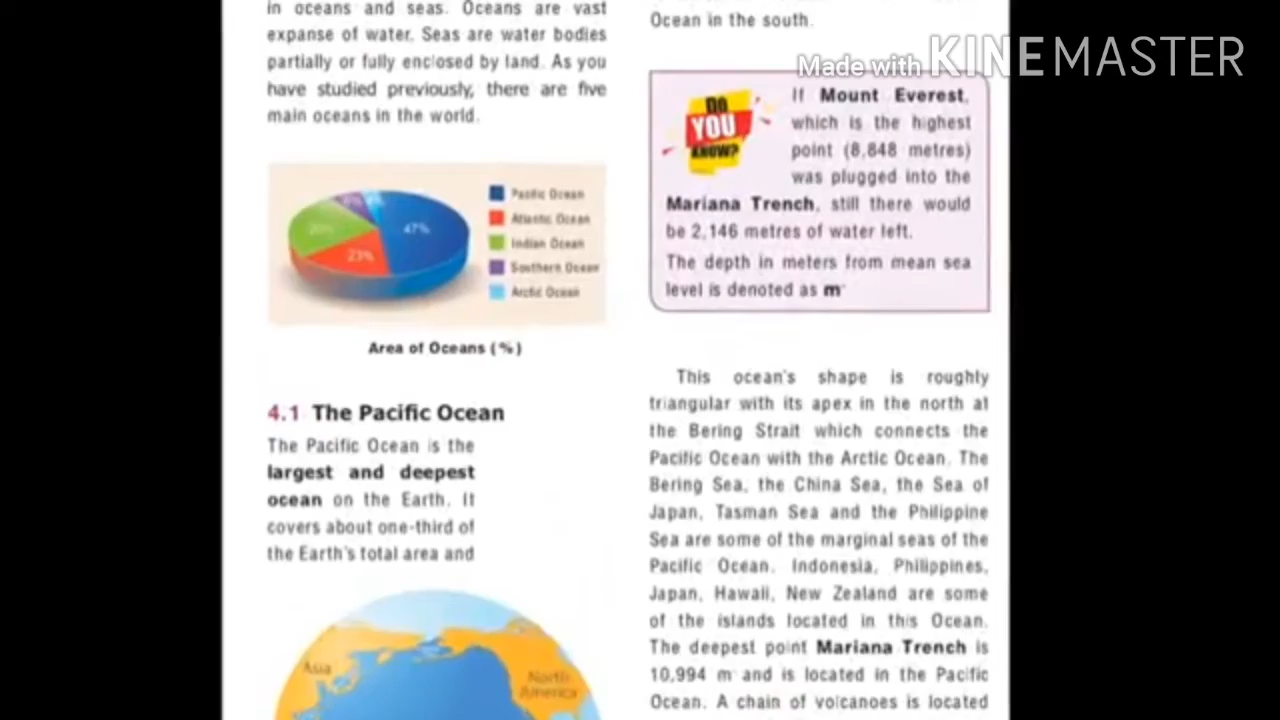 in oceans and seas. Oceans are vast
expanse of water. Seas are water bodies
partially or fully enclosed by land. As you
have studied previously, there are five
main oceans in the world.
47%
23%
20%
Pacific Ocean
Atlantic Ocean
Indian Ocean
Southern Ocean
Arctic Ocean
Area of Oceans (%)
4.1 The Pacific Ocean
The Pacific Ocean is the
largest and deepest
ocean on the Earth. It
covers about one-third of
the Earth's total area and
Asia
North
America
Ocean in the south.
Made with KINEMASTER
DO
YOU
KNOW?
If Mount Everest,
which is the highest
point (8,848 metres)
was plugged into the
Mariana Trench, still there would
be 2,146 metres of water left.
The depth in meters from mean sea
level is denoted as m-
This ocean's shape is roughly
triangular with its apex in the north at
the Bering Strait which connects the
Pacific Ocean with the Arctic Ocean. The
Bering Sea, the China Sea, the Sea of
Japan, Tasman Sea and the Philippine
Sea are some of the marginal seas of the
Pacific Ocean. Indonesia, Philippines,
Japan, Hawaii, New Zealand are some
of the islands located in this Ocean.
The deepest point Mariana Trench is
10,994 m- and is located in the Pacific
Ocean. A chain of volcanoes is located